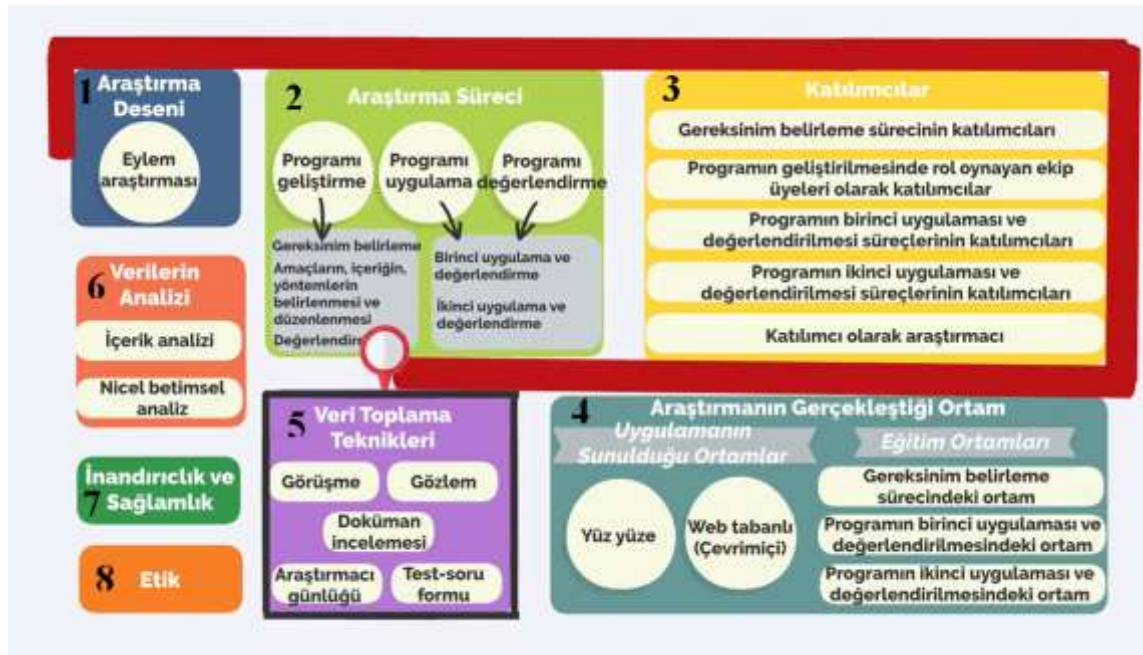 1
Araştırma
Deseni
Eylem
araştırması
2
Araştırma Süreci
Programı
geliştirme
Programı
uygulama
Programı
değerlendirme
Gereksinim belirleme
Amaçların, içeriğin,
yöntemlerin
belirlenmesi ve
düzenlenmesi
Birinci uygulama ve
değerlendirme
İkinci uygulama ve
değerlendirme
3
Katılımcılar
Gereksinim belirleme sürecinin katılımcıları
Programın geliştirilmesinde rol oynayan ekip
üyeleri olarak katılımcılar
Programın birinci uygulaması ve
değerlendirilmesi süreçlerinin katılımcıları
Programın ikinci uygulaması ve
değerlendirilmesi süreçlerinin katılımcıları
Katılımcı olarak araştırmacı
4
Araştırmanın Gerçekleştiği Ortam
Uygulamanın
Sunulduğu Ortamlar
Yüz yüze
Web tabanlı
(Çevrimiçi)
Eğitim Ortamları
Gereksinim belirleme
sürecindeki ortam
Programın birinci uygulaması ve
değerlendirilmesindeki ortam
Programın ikinci uygulaması ve
değerlendirilmesindeki ortam
5
Veri Toplama
Teknikleri
Görüşme
Gözlem
Doküman
incelemesi
Araştırmacı
günlüğü
Test-soru
formu
6
Verilerin
Analizi
İçerik analizi
Nicel betimsel
analiz
7
İnandırıclık ve
Sağlamlık
8
Etik